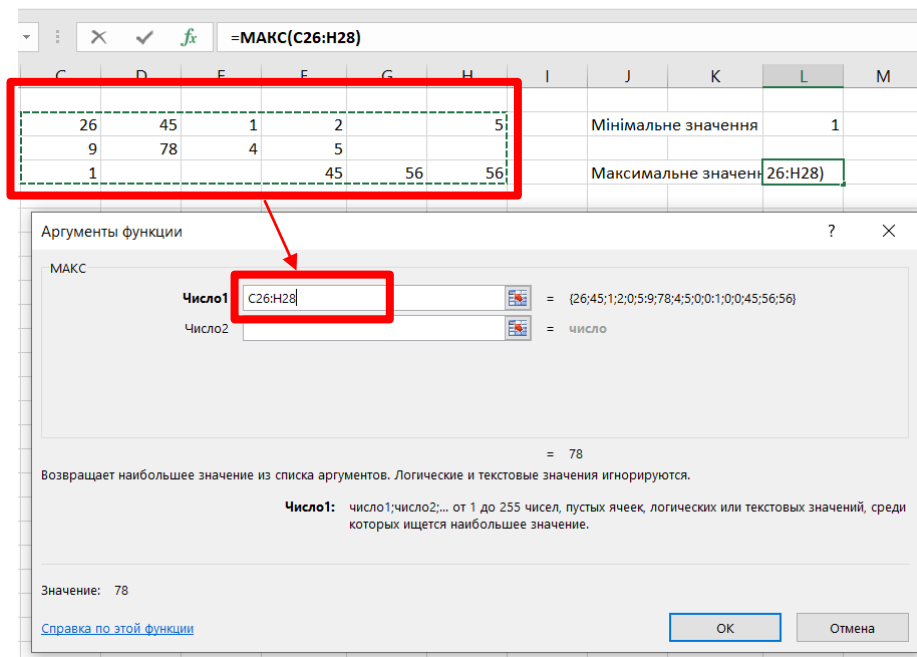 fx =МАКС(C26:H28)
C D E F G H I J K L M
26 45 1 2 5 Мінімальне значення 1
9 78 4 5
1 45 56 56 Максимальне значенн 26:H28)
Аргументы функции ? ×
МАКС
Число1 C26:H28 = {26;45;1;2;0;5:9;78;4;5;0;0:1;0;0;45;56;56}
Число2 = число
= 78
Возвращает наибольшее значение из списка аргументов. Логические и текстовые значения игнорируются.
Число1: число1;число2;... от 1 до 255 чисел, пустых ячеек, логических или текстовых значений, среди
которых ищется наибольшее значение.
Значение: 78
Справка по этой функции
ОК Отмена